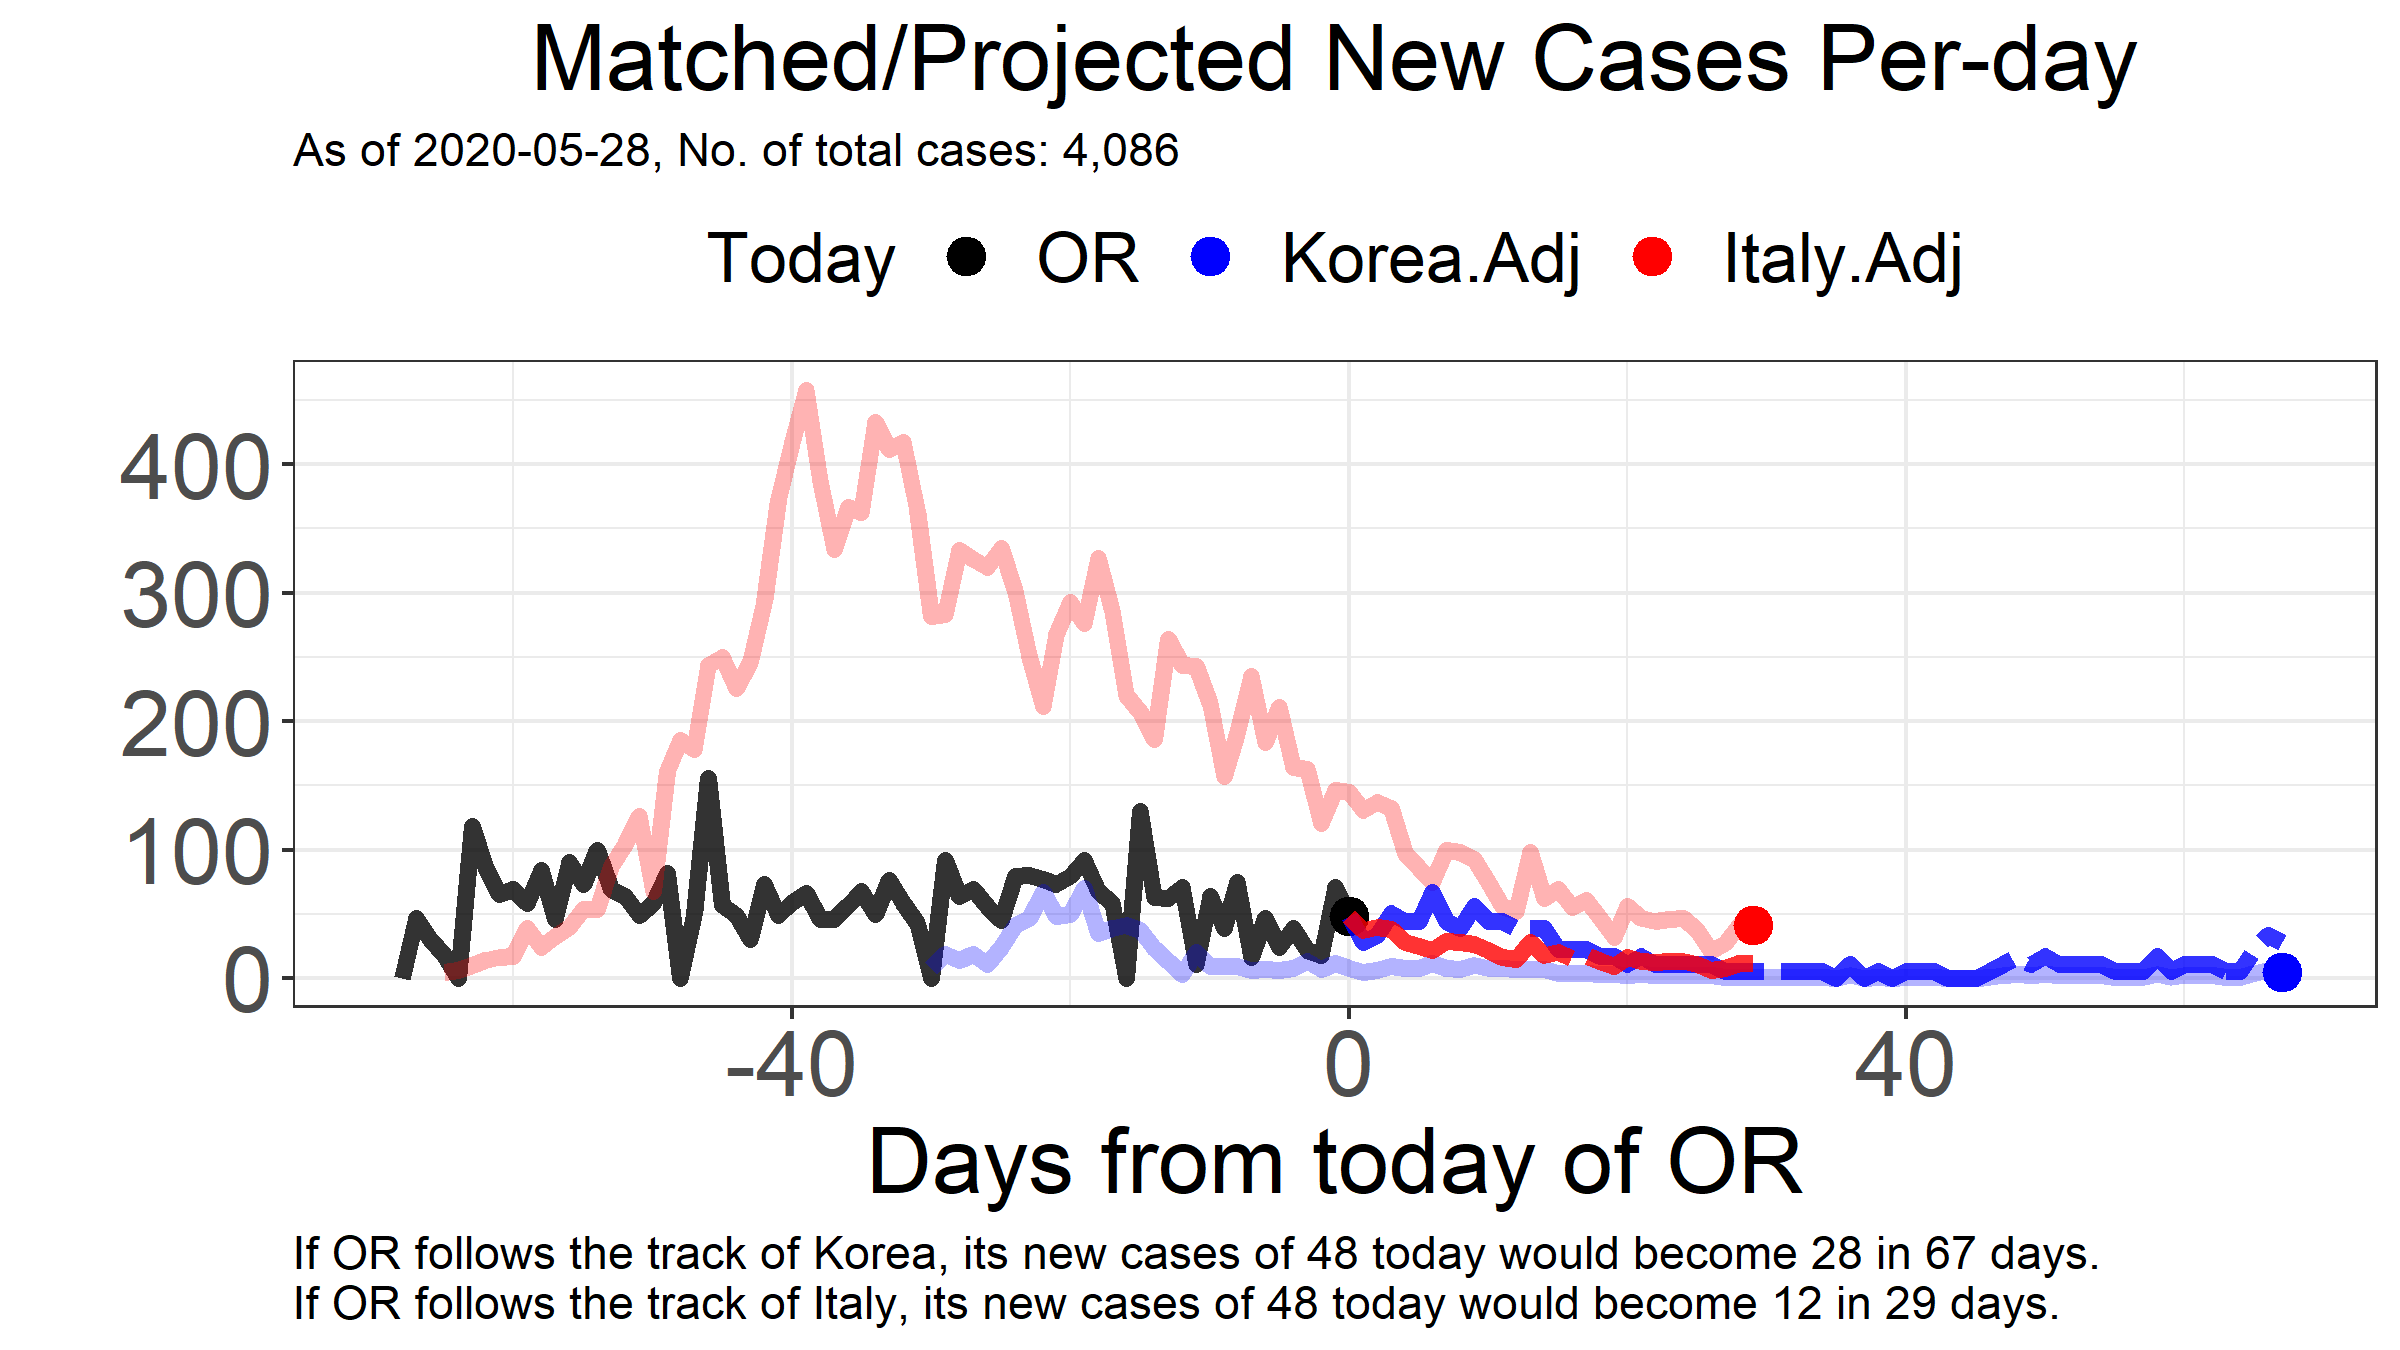 Matched/Projected New Cases Per-day
As of 2020-05-28, No. of total cases: 4,086
Today OR Korea.Adj Italy.Adj
400
300
200
100
0
-40 0 40
Days from today of OR
If OR follows the track of Korea, its new cases of 48 today would become 28 in 67 days.
If OR follows the track of Italy, its new cases of 48 today would become 12 in 29 days.